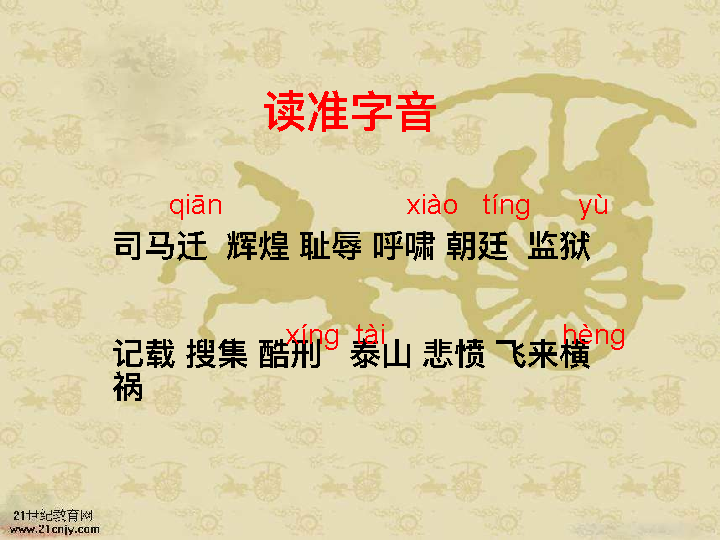 读准字音
qiān xiào tíng yù
司马迁 辉煌 耻辱 呼啸 朝廷 监狱
xíng tài hèng
记载 搜集 酷刑 泰山 悲愤 飞来横
祸
21世纪教育网
www.21cnjy.com